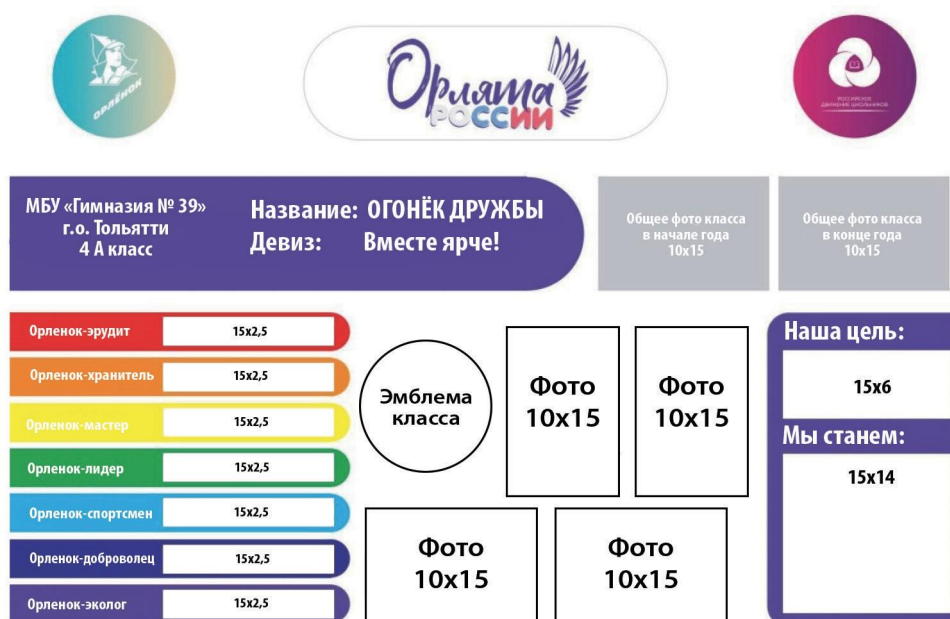 ОРЛЁНОК
Орлята
РОССИИ
РОССИЙСКОЕ
ДВИЖЕНИЕ ШКОЛЬНИКОВ
МБУ «Гимназия № 39»
г.о. Тольятти
4 А класс
Название: ОГОНЁК ДРУЖБЫ
Девиз: Вместе ярче!
Общее фото класса
в начале года
10х15
Общее фото класса
в конце года
10х15
Орленок-эрудит 15х2,5
Орленок-хранитель 15х2,5
Орленок-мастер 15х2,5
Орленок-лидер 15х2,5
Орленок-спортсмен 15х2,5
Орленок-доброволец 15х2,5
Орленок-эколог 15х2,5
Эмблема
класса
Фото
10х15
Фото
10х15
Фото
10х15
Фото
10х15
Наша цель:
15х6
Мы станем:
15х14